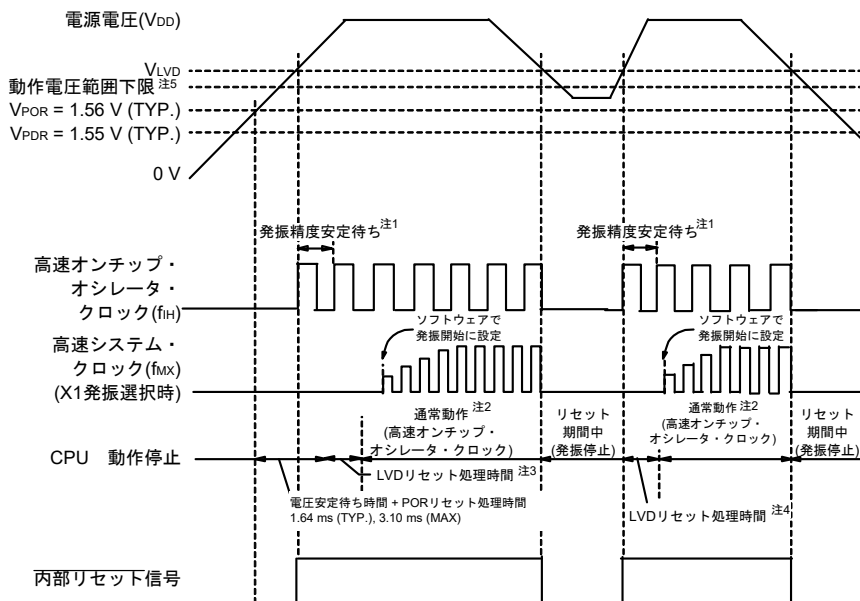 電源電圧(VDD)
VLVD
動作電圧範囲下限 注5
VPOR = 1.56 V (TYP.)
VPDR = 1.55 V (TYP.)
0 V
発振精度安定待ち注1
発振精度安定待ち注1
高速オンチップ・
オシレータ・
クロック(fIH)
ソフトウェアで
発振開始に設定
ソフトウェアで
発振開始に設定
高速システム・
クロック(fMX)
(X1発振選択時)
通常動作 注2
(高速オンチップ・
オシレータ・クロック)
リセット
期間中
(発振停止)
通常動作 注2
(高速オンチップ・
オシレータ・クロック)
リセット
期間中
(発振停止)
CPU 動作停止
LVDリセット処理時間 注3
電圧安定待ち時間 + PORリセット処理時間
1.64 ms (TYP.), 3.10 ms (MAX)
LVDリセット処理時間 注4
内部リセット信号